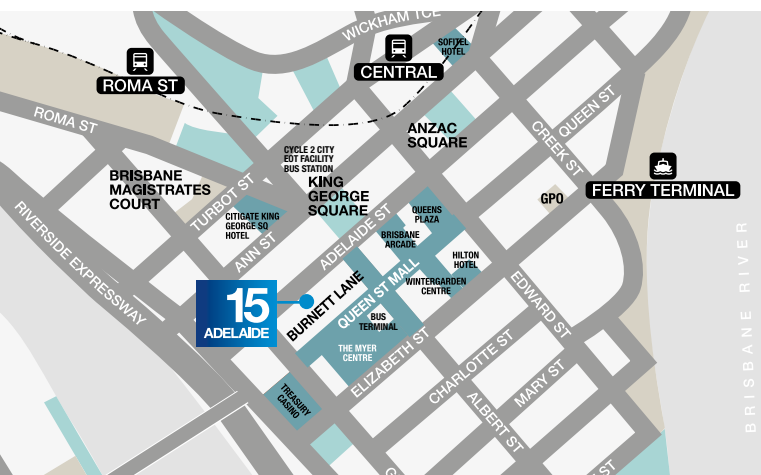 WICKHAM TCE
SOFITEL
HOTEL
CENTRAL
ROMA ST
ROMA ST
ANZAC
SQUARE
QUEEN ST
CREEK ST
CYCLE 2 CITY
EOT FACILITY
BUS STATION
BRISBANE
MAGISTRATES
COURT
KING
GEORGE
SQUARE
TURBOT ST
FERRY TERMINAL
GPO
CITIGATE KING
GEORGE SQ
HOTEL
ANN ST
ADELAIDE ST
QUEENS
PLAZA
BRISBANE
ARCADE
RIVERSIDE EXPRESSWAY
HILTON
HOTEL
WINTERGARDEN
CENTRE
BURNETT LANE
QUEEN ST MALL
15
ADELAIDE
BUS
TERMINAL
EDWARD ST
THE MYER
CENTRE
ELIZABETH ST
CHARLOTTE ST
MARY ST
ALBERT ST
TREASURY
CASINO
BRISBANE RIVER
G
ST